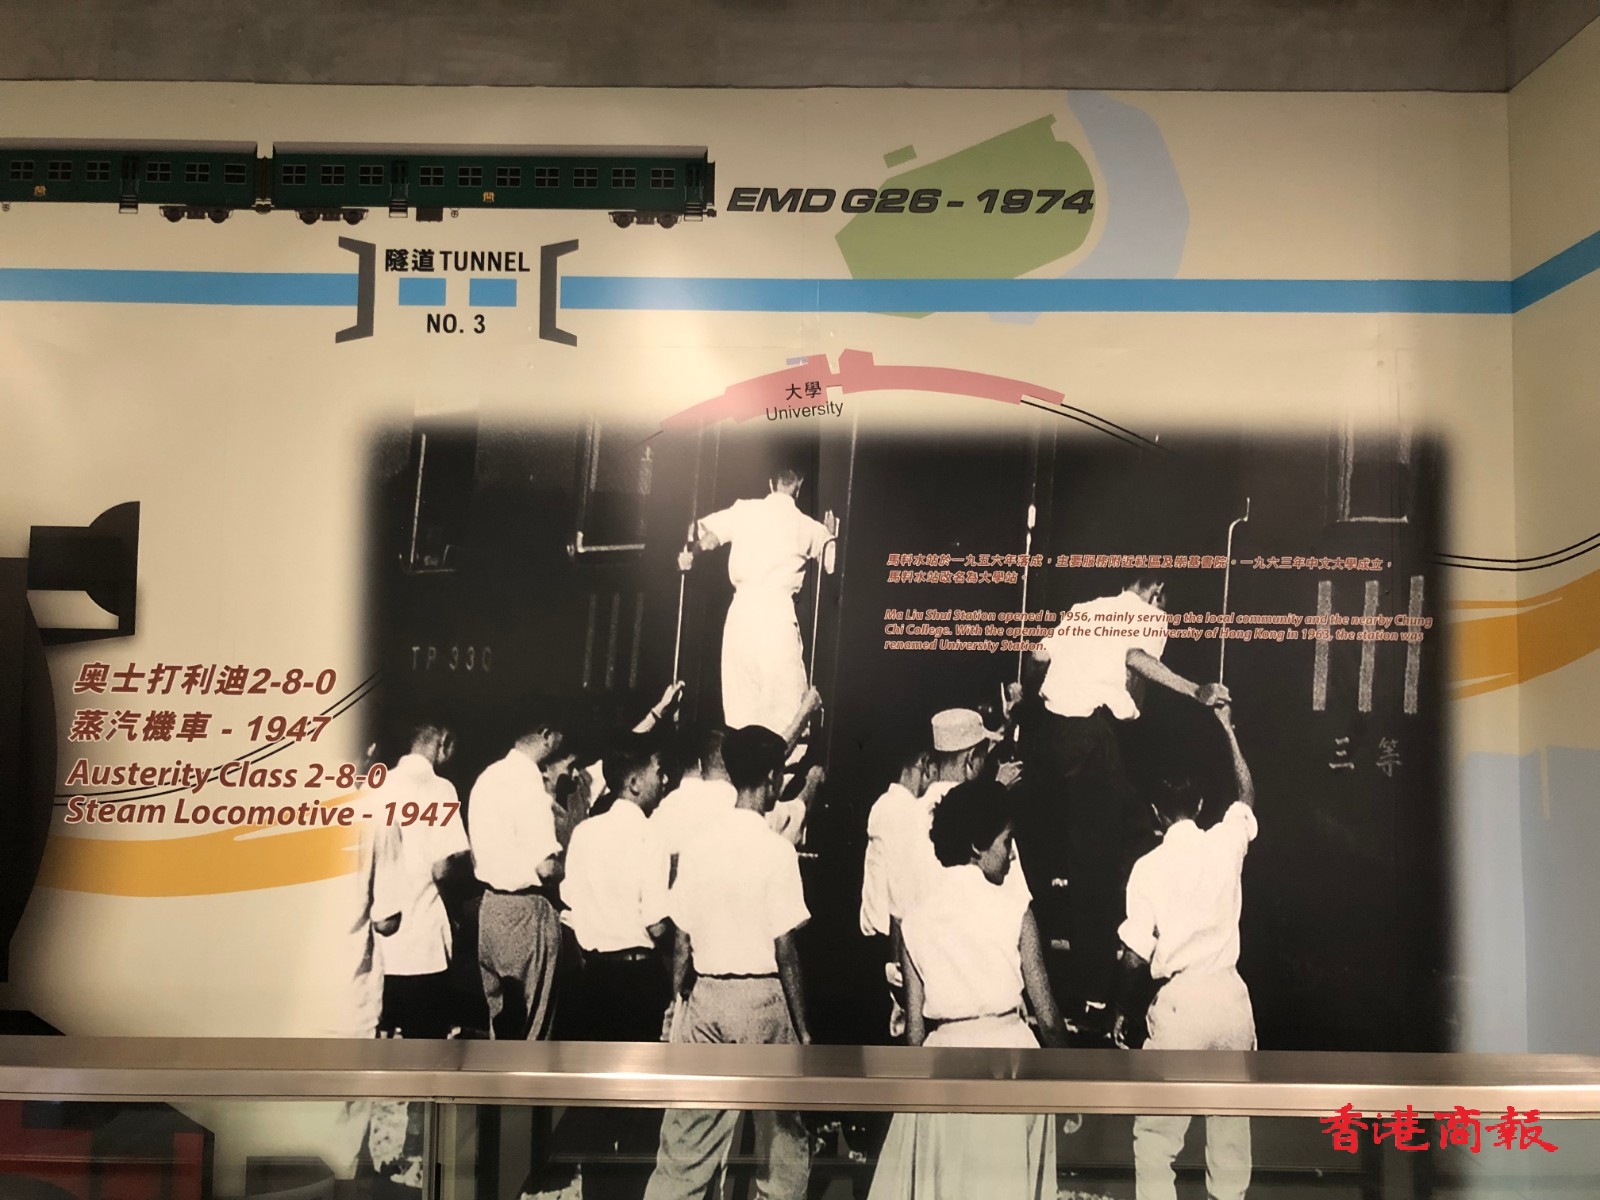 EMD G26 - 1974
隧道 TUNNEL
NO. 3
大學
University
馬料水站於一九五六年落成，主要服務附近社區及崇基書院。一九六三年中文大學成立，
馬料水站改名為大學站。
Ma Liu Shui Station opened in 1956, mainly serving the local community and the nearby Chung
Chi College. With the opening of the Chinese University of Hong Kong in 1963, the station was
renamed University Station.
奧士打利迪2-8-0
蒸汽機車 - 1947
Austerity Class 2-8-0
Steam Locomotive - 1947
三等
香港商報